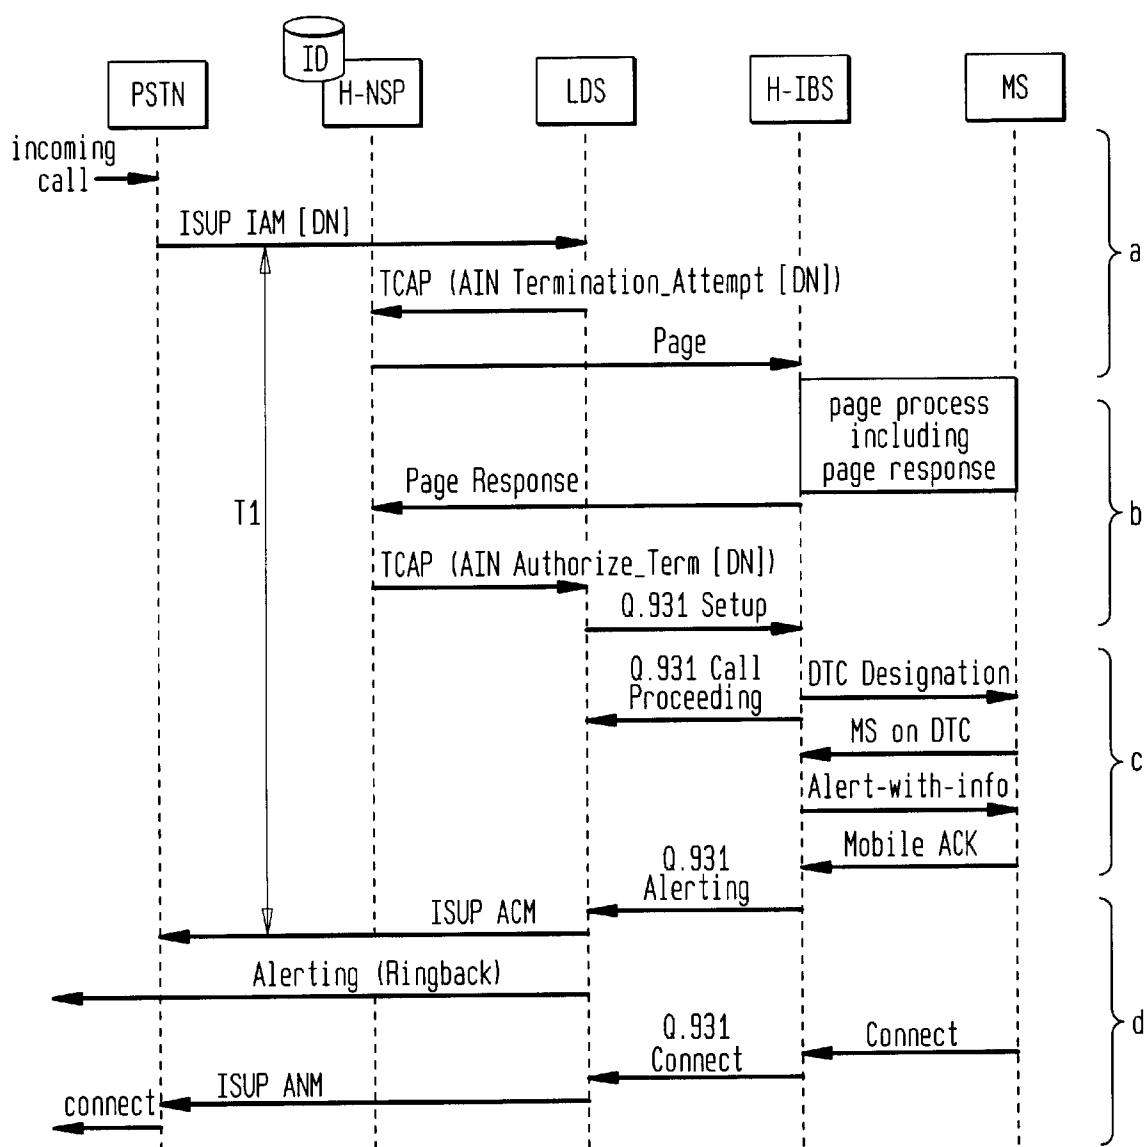 ID
PSTN
H-NSP
LDS
H-IBS
MS
incoming
call
ISUP IAM [DN]
a
TCAP (AIN Termination_Attempt [DN])
Page
page process
including
page response
Page Response
T1
b
TCAP (AIN Authorize_Term [DN])
Q.931 Setup
Q.931 Call
Proceeding
DTC Designation
MS on DTC
c
Alert-with-info
Mobile ACK
Q.931
Alerting
ISUP ACM
Alerting (Ringback)
d
Q.931
Connect
Connect
ISUP ANM
connect